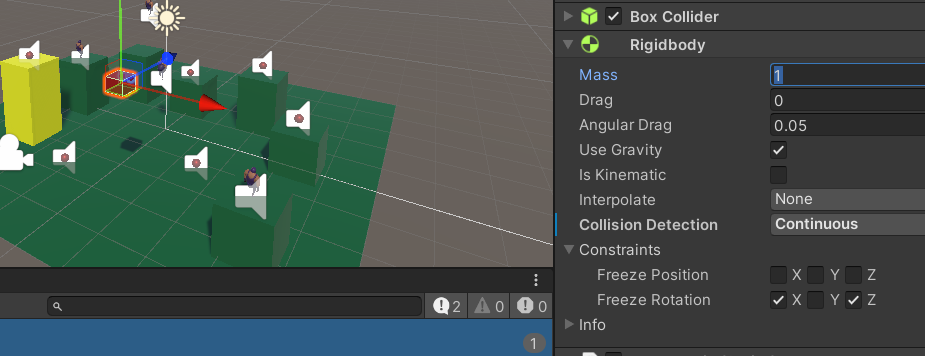 Box Collider
Rigidbody
Mass 1
Drag 0
Angular Drag 0.05
Use Gravity
Is Kinematic
Interpolate None
Collision Detection Continuous
Constraints
Freeze Position X Y Z
Freeze Rotation X Y Z
Info
2 0 0
1